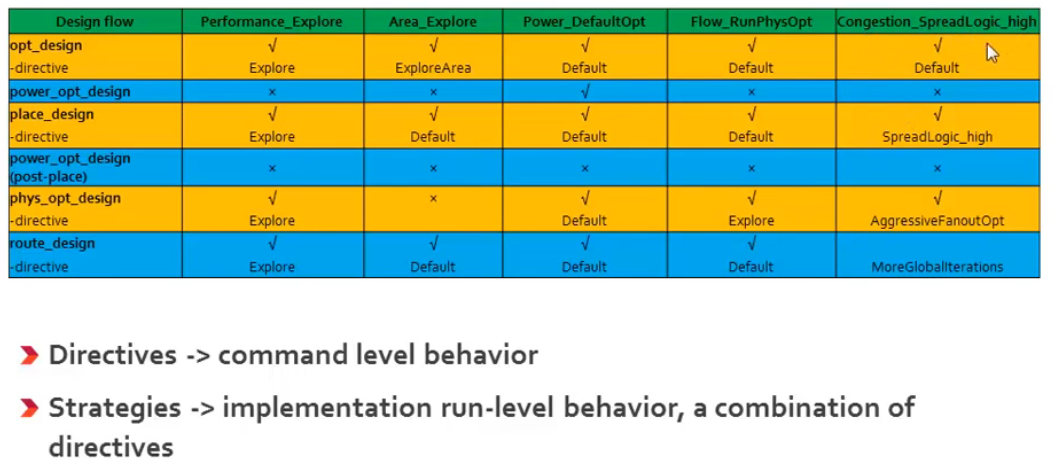 Design flow Performance_Explore Area_Explore Power_DefaultOpt Flow_RunPhysOpt Congestion_SpreadLogic_high
opt_design √ √ √ √ √
-directive Explore ExploreArea Default Default Default
power_opt_design × × √ × ×
place_design √ √ √ √ √
-directive Explore Default Default Default SpreadLogic_high
power_opt_design
(post-place) × × × × ×
phys_opt_design √ × √ √ √
-directive Explore Default Explore AggressiveFanoutOpt
route_design √ √ √ √
-directive Explore Default Default Default MoreGlobalIterations
Directives -> command level behavior
Strategies -> implementation run-level behavior, a combination of
directives